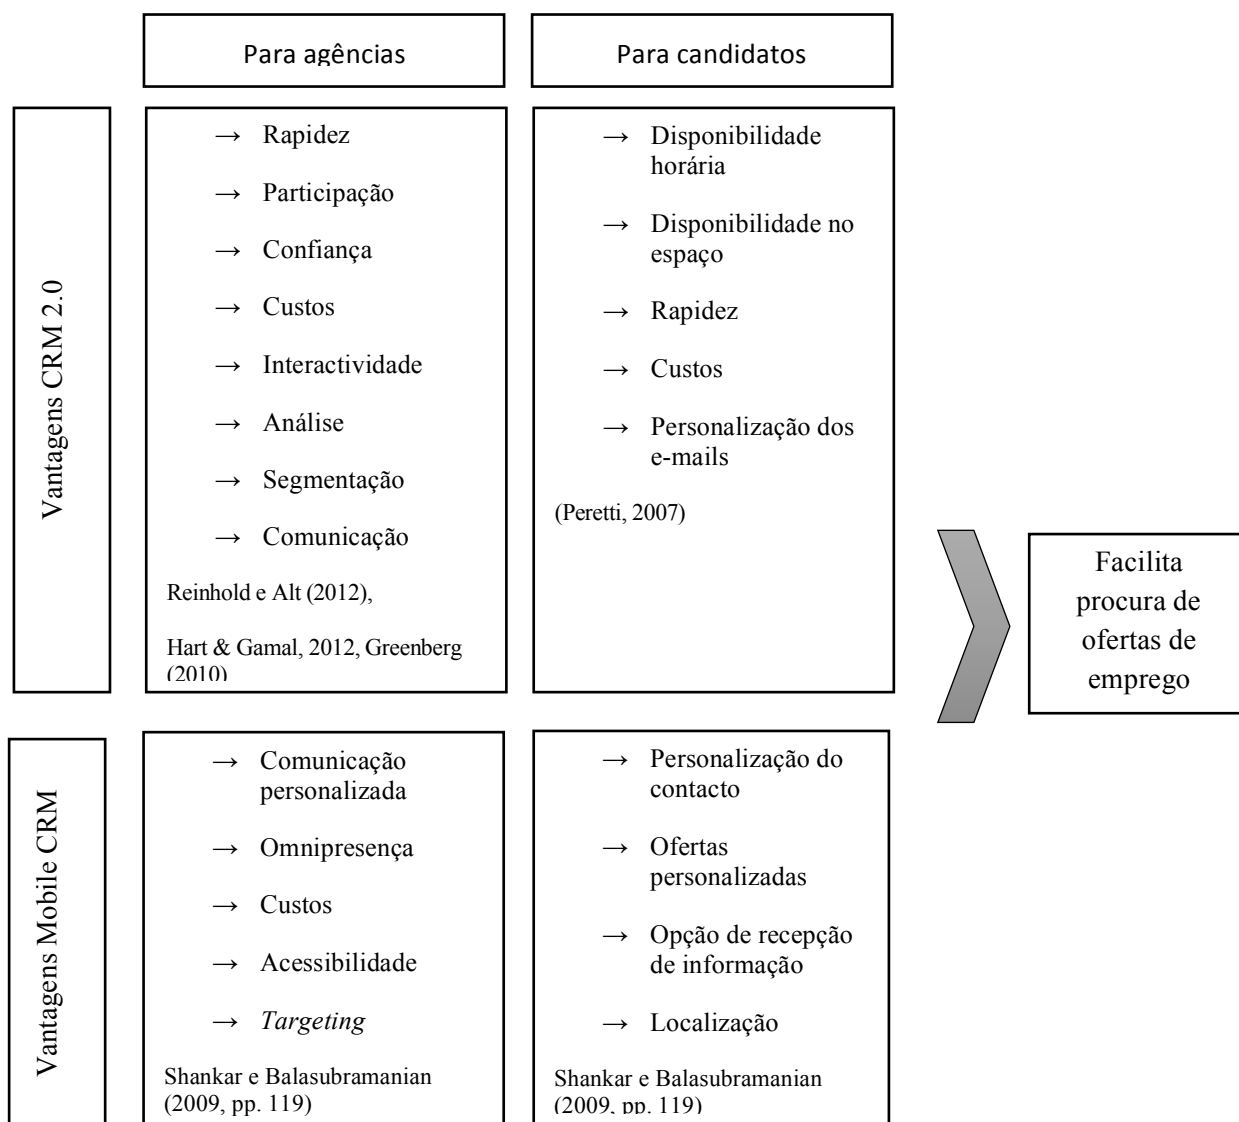 Para agências
Para candidatos
Vantagens CRM 2.0
→ Rapidez
→ Participação
→ Confiança
→ Custos
→ Interactividade
→ Análise
→ Segmentação
→ Comunicação
Reinhold e Alt (2012),
Hart & Gamal, 2012, Greenberg
(2010)
→ Disponibilidade
horária
→ Disponibilidade no
espaço
→ Rapidez
→ Custos
→ Personalização dos
e-mails
(Peretti, 2007)
Facilita
procura de
ofertas de
emprego
Vantagens Mobile CRM
→ Comunicação
personalizada
→ Omnipresença
→ Custos
→ Acessibilidade
→ Targeting
Shankar e Balasubramanian
(2009, pp. 119)
→ Personalização do
contacto
→ Ofertas
personalizadas
→ Opção de recepção
de informação
→ Localização
Shankar e Balasubramanian
(2009, pp. 119)